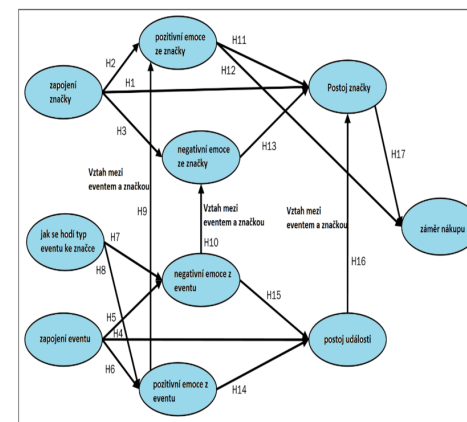 pozitivní emoce
ze značky
H11
H2
H12
H1
zapojení
značky
Postoj značky
H3
negativní emoce
ze značky
H13
H17
Vztah mezi
eventem a značkou
H9
Vztah mezi
eventem a značkou
Vztah mezi
eventem a značkou
záměr nákupu
Jak se hodí typ
eventu ke značce
H7
H10
H8
H16
negativní emoce z
eventu
H15
H5
H4
zapojení eventu
postoj události
H6
pozitivní emoce z
eventu
H14